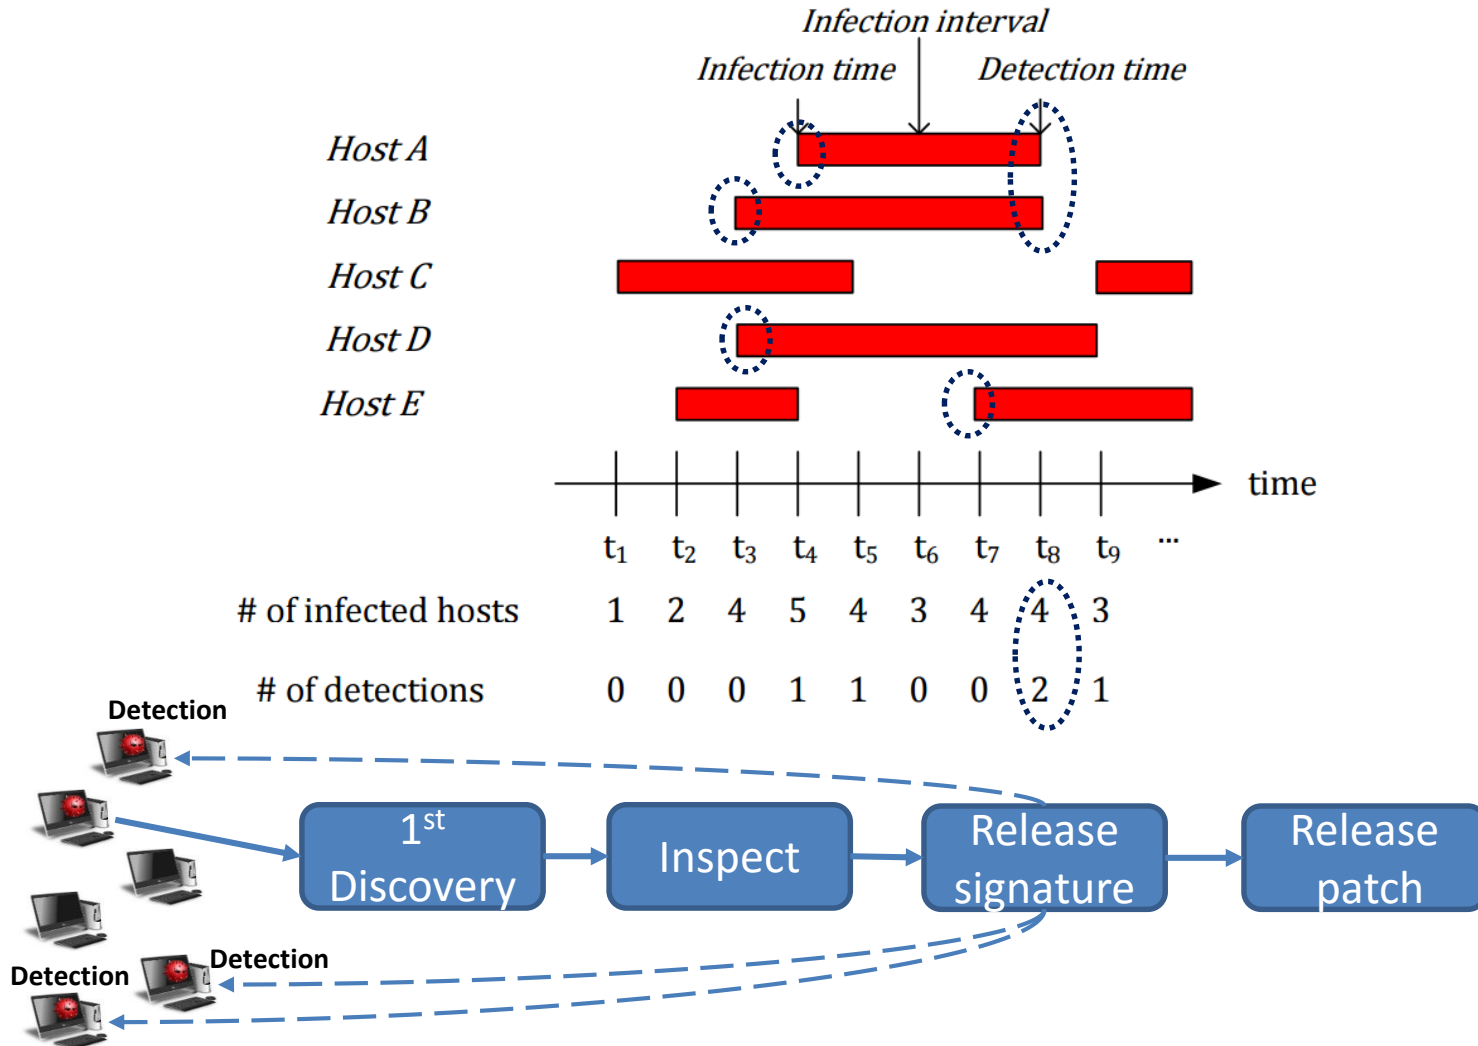 Infection interval
Infection time
Detection time
Host A
Host B
Host C
Host D
Host E
time
t₁ t₂ t₃ t₄ t₅ t₆ t₇ t₈ t₉ ...
# of infected hosts 1 2 4 5 4 3 4 4 3
# of detections 0 0 0 1 1 0 0 2 1
Detection
1st
Discovery
Inspect
Release
signature
Release
patch
Detection
Detection